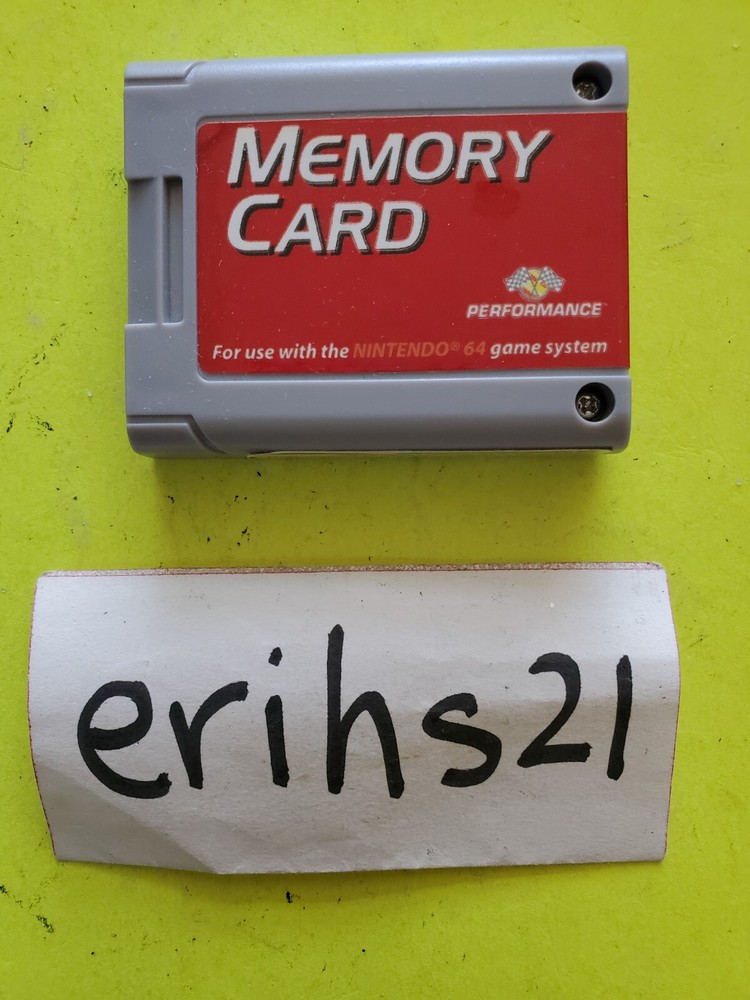 MEMORY
CARD
PERFORMANCE
For use with the NINTENDO® 64 game system
erihs21